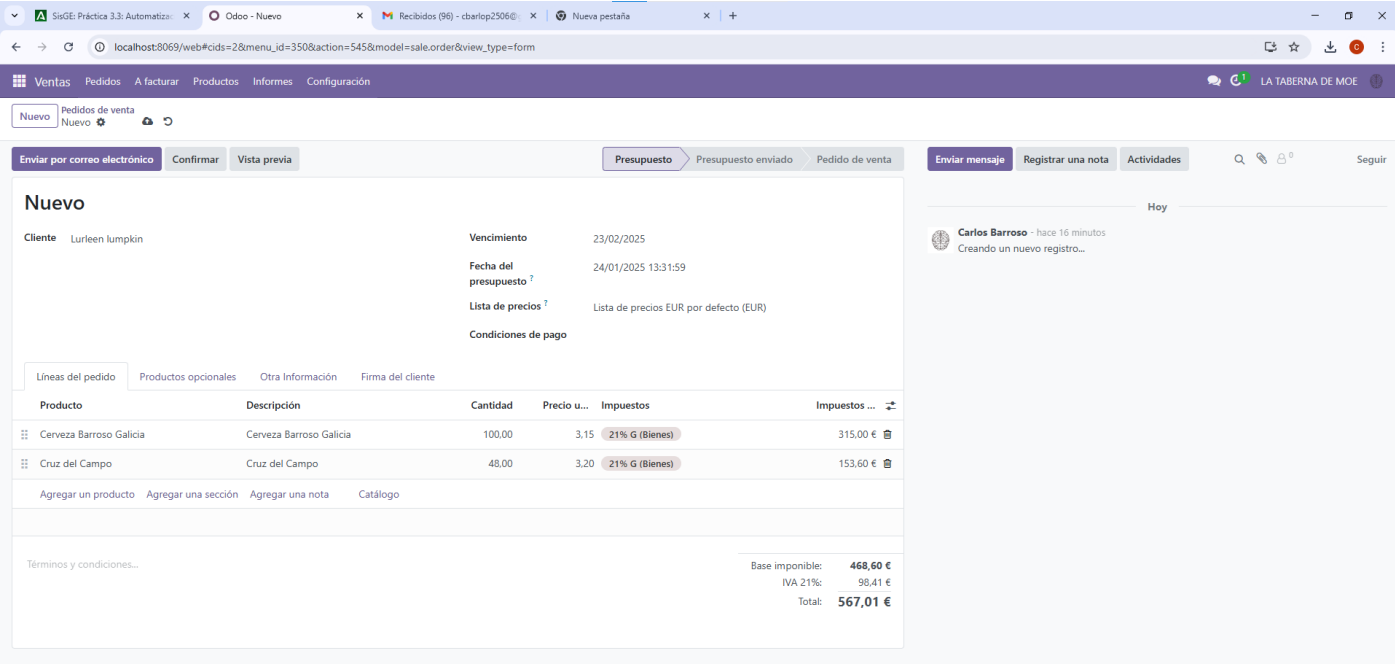 SisGE: Práctica 3.3: Automatizac
Odoo - Nuevo
Recibidos (96) - cbarlop2506@g
Nueva pestaña
localhost:8069/web#cids=2&menu_id=350&action=545&model=sale.order&view_type=form
C
Ventas Pedidos A facturar Productos Informes Configuración
1 LA TABERNA DE MOE
Nuevo
Pedidos de venta
Nuevo
Enviar por correo electrónico Confirmar Vista previa
Presupuesto Presupuesto enviado Pedido de venta
Enviar mensaje Registrar una nota Actividades 0 Seguir
Nuevo
Cliente Lurleen lumpkin
Vencimiento 23/02/2025
Fecha del
presupuesto ? 24/01/2025 13:31:59
Lista de precios ? Lista de precios EUR por defecto (EUR)
Condiciones de pago
Hoy
Carlos Barroso - hace 16 minutos
Creando un nuevo registro...
Líneas del pedido Productos opcionales Otra Información Firma del cliente
Producto Descripción Cantidad Precio u... Impuestos Impuestos ...
Cerveza Barroso Galicia Cerveza Barroso Galicia 100,00 3,15 21% G (Bienes) 315,00 €
Cruz del Campo Cruz del Campo 48,00 3,20 21% G (Bienes) 153,60 €
Agregar un producto Agregar una sección Agregar una nota Catálogo
Términos y condiciones...
Base imponible: 468,60 €
IVA 21%: 98,41 €
Total: 567,01 €